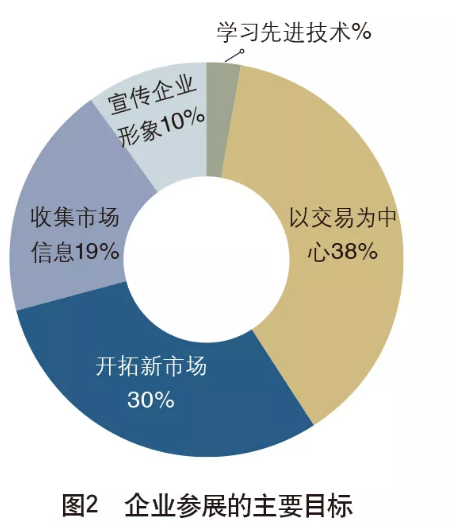 学习先进技术%
宣传企业
形象10%
收集市场
信息19%
以交易为中
心38%
开拓新市场
30%
图2 企业参展的主要目标